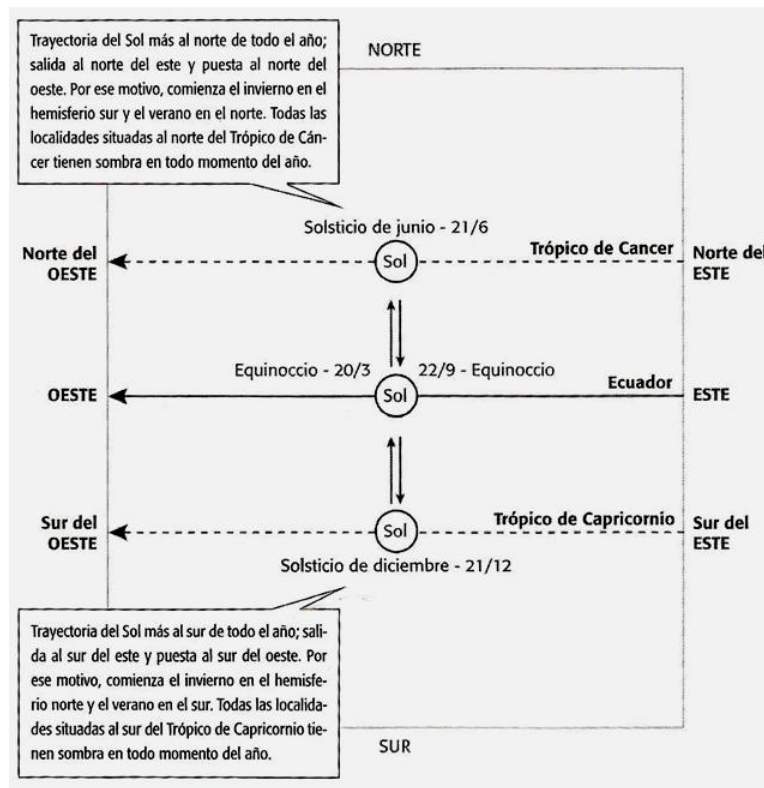 Trayectoria del Sol más al norte de todo el año;
salida al norte del este y puesta al norte del
oeste. Por ese motivo, comienza el invierno en el
hemisferio sur y el verano en el norte. Todas las
localidades situadas al norte del Trópico de Cán-
cer tienen sombra en todo momento del año.
NORTE
Solsticio de junio - 21/6
Norte del
OESTE
Sol
Trópico de Cancer
Norte del
ESTE
Equinoccio - 20/3
22/9 - Equinoccio
OESTE
Sol
Ecuador
ESTE
Sur del
OESTE
Sol
Trópico de Capricornio
Sur del
ESTE
Solsticio de diciembre - 21/12
Trayectoria del Sol más al sur de todo el año; sali-
da al sur del este y puesta al sur del oeste. Por
ese motivo, comienza el invierno en el hemisfe-
rio norte y el verano en el sur. Todas las localida-
des situadas al sur del Trópico de Capricornio tie-
nen sombra en todo momento del año.
SUR